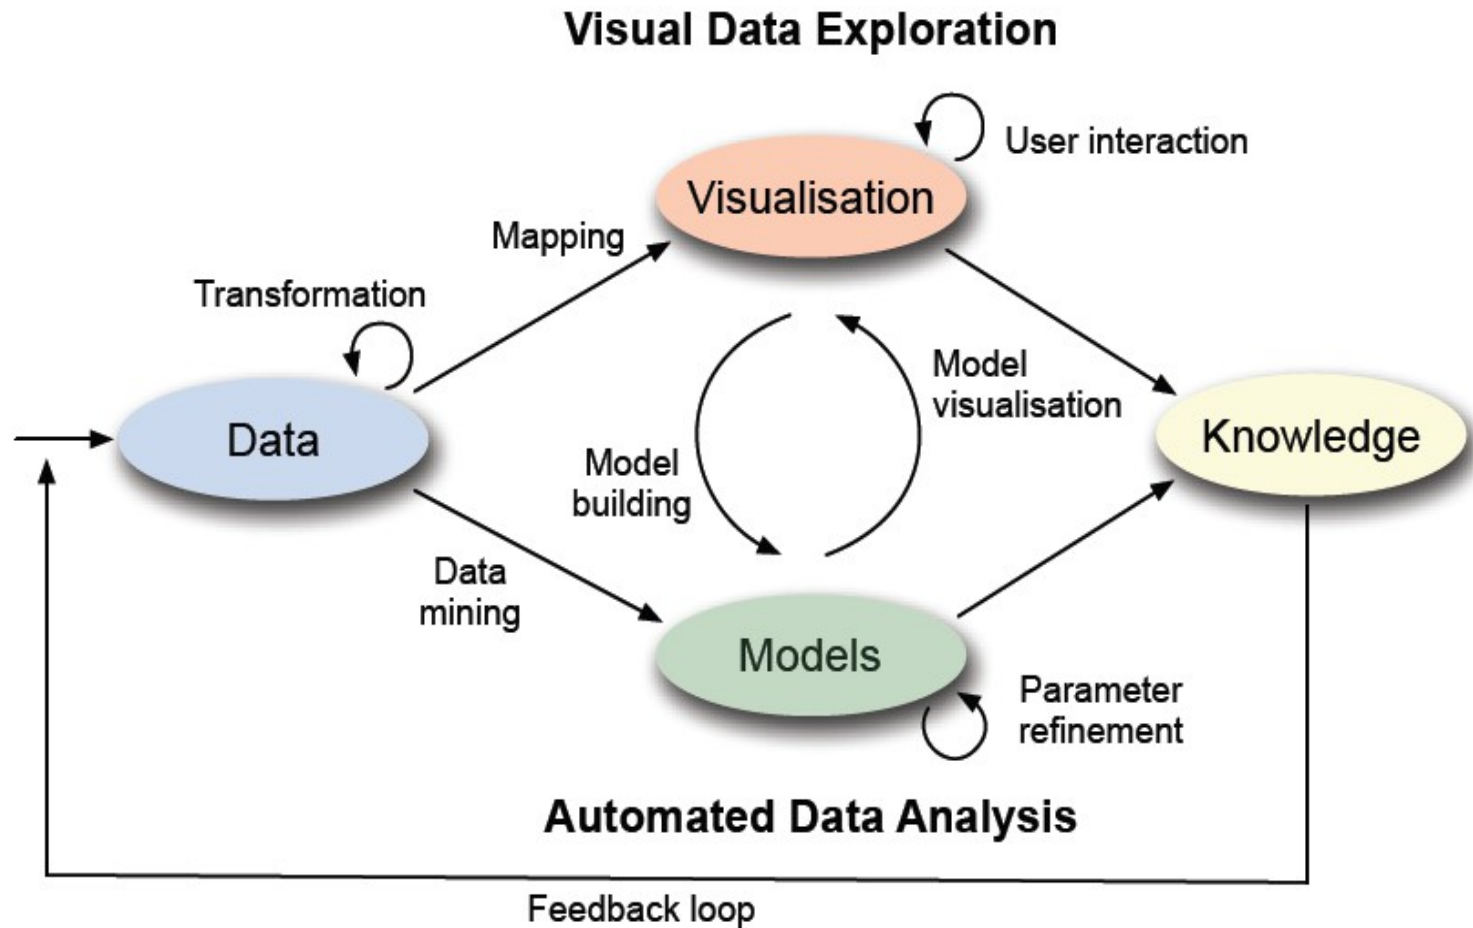 Visual Data Exploration
User interaction
Visualisation
Mapping
Transformation
Model
visualisation
Data
Knowledge
Model
building
Data
mining
Models
Parameter
refinement
Automated Data Analysis
Feedback loop